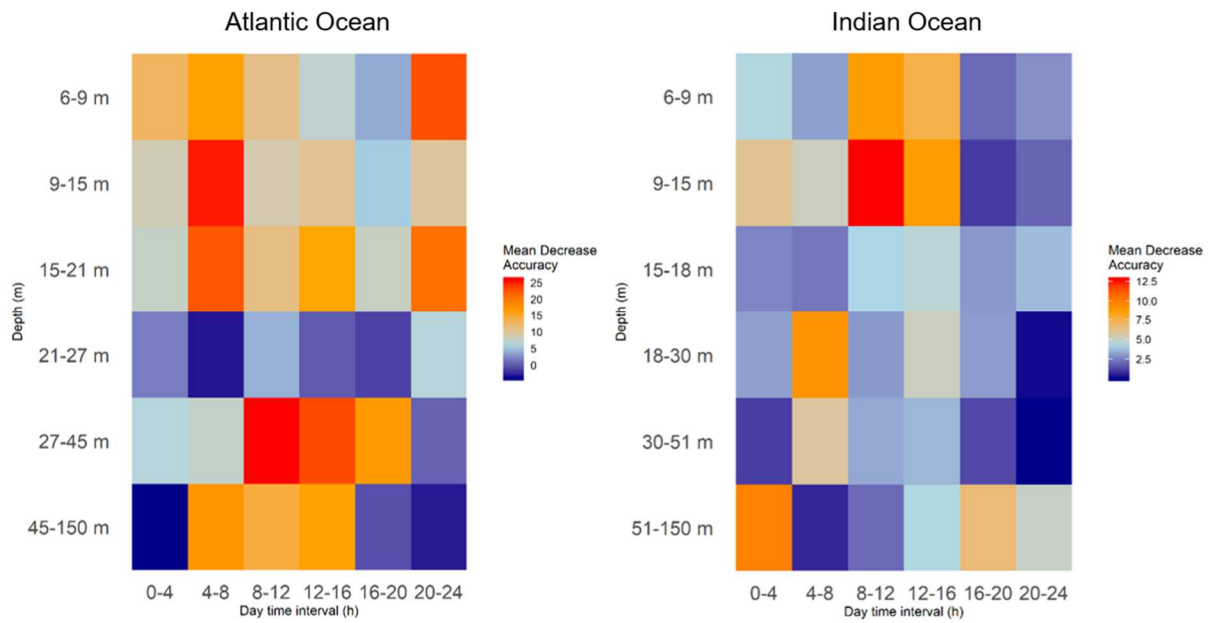 Atlantic Ocean
6-9 m
9-15 m
15-21 m
21-27 m
27-45 m
45-150 m
Depth (m)
0-4 4-8 8-12 12-16 16-20 20-24
Day time interval (h)
Mean Decrease
Accuracy
25
20
15
10
5
0
Indian Ocean
6-9 m
9-15 m
15-18 m
18-30 m
30-51 m
51-150 m
Depth (m)
0-4 4-8 8-12 12-16 16-20 20-24
Day time interval (h)
Mean Decrease
Accuracy
12.5
10.0
7.5
5.0
2.5